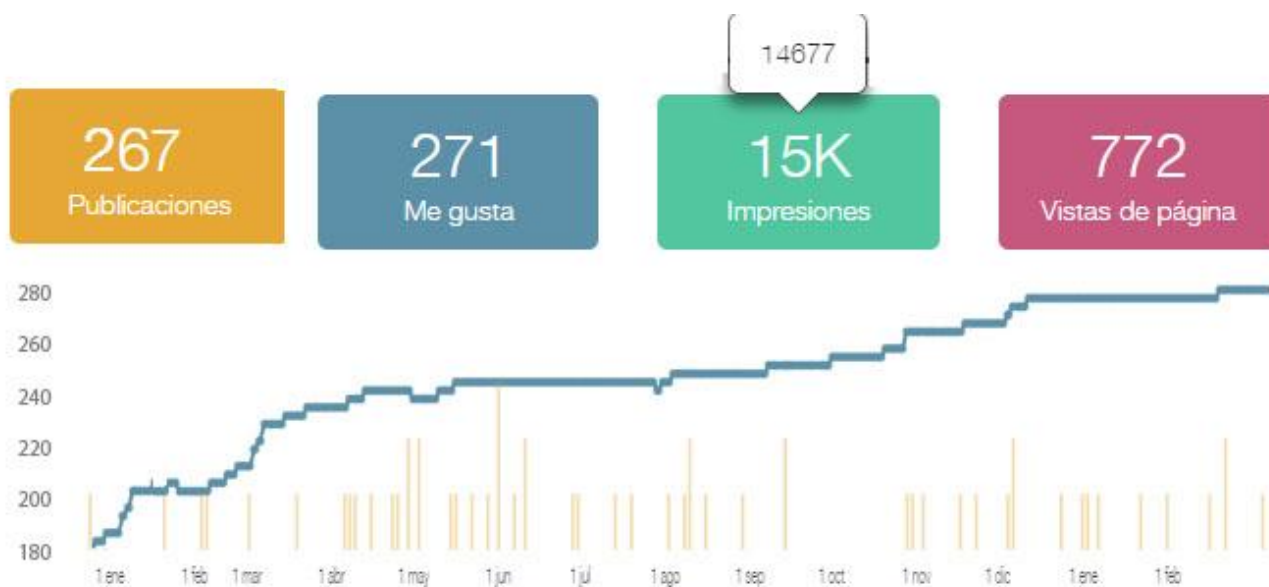 14677
267
Publicaciones
271
Me gusta
15K
Impresiones
772
Vistas de página
280
260
240
220
200
180
1 ene 1 feb 1 mar 1 abr 1 may 1 jun 1 jul 1 ago 1 sep 1 oct 1 nov 1 dic 1 ene 1 feb